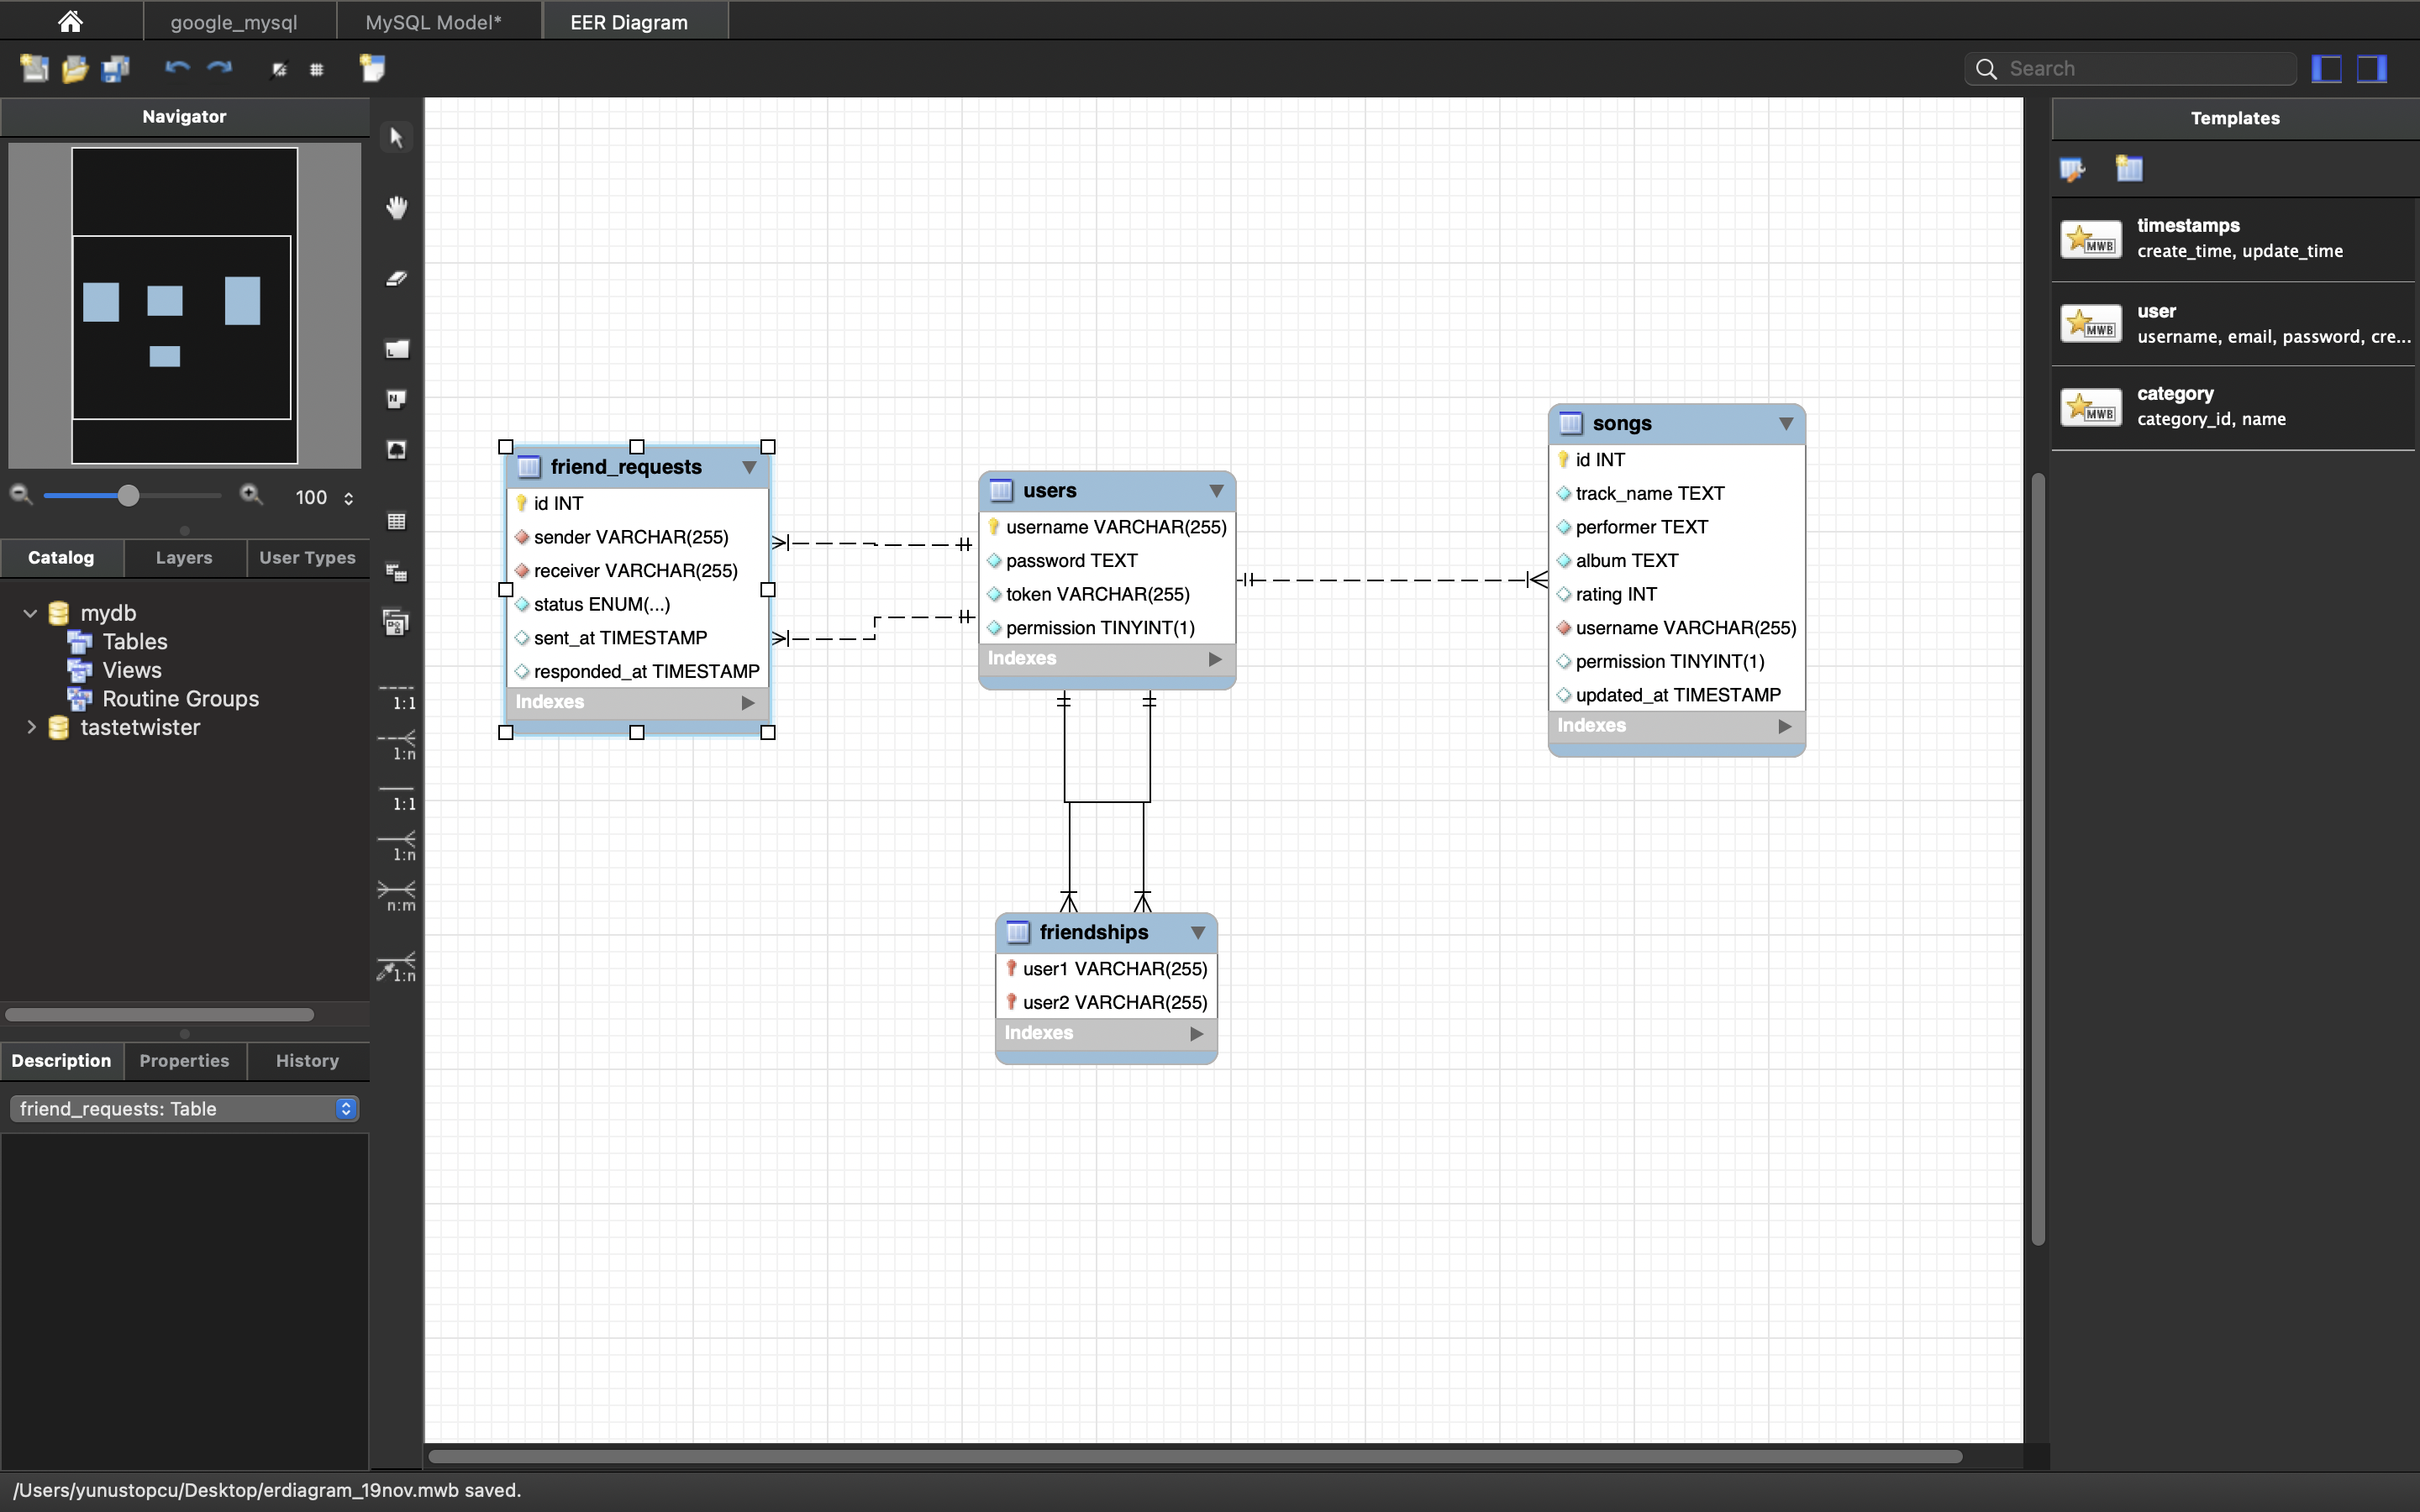 google_mysql
MySQL Model*
EER Diagram
Search
Navigator
100
Catalog
Layers
User Types
mydb
Tables
Views
Routine Groups
tastetwister
Description
Properties
History
friend_requests: Table
L
N
1:1
1:n
1:1
1:n
n:m
1:n
friend_requests
id INT
sender VARCHAR(255)
receiver VARCHAR(255)
status ENUM(...)
sent_at TIMESTAMP
responded_at TIMESTAMP
Indexes
users
username VARCHAR(255)
password TEXT
token VARCHAR(255)
permission TINYINT(1)
Indexes
songs
id INT
track_name TEXT
performer TEXT
album TEXT
rating INT
username VARCHAR(255)
permission TINYINT(1)
updated_at TIMESTAMP
Indexes
friendships
user1 VARCHAR(255)
user2 VARCHAR(255)
Indexes
Templates
MWB
timestamps
create_time, update_time
MWB
user
username, email, password, cre...
MWB
category
category_id, name
/Users/yunustopcu/Desktop/erdiagram_19nov.mwb saved.